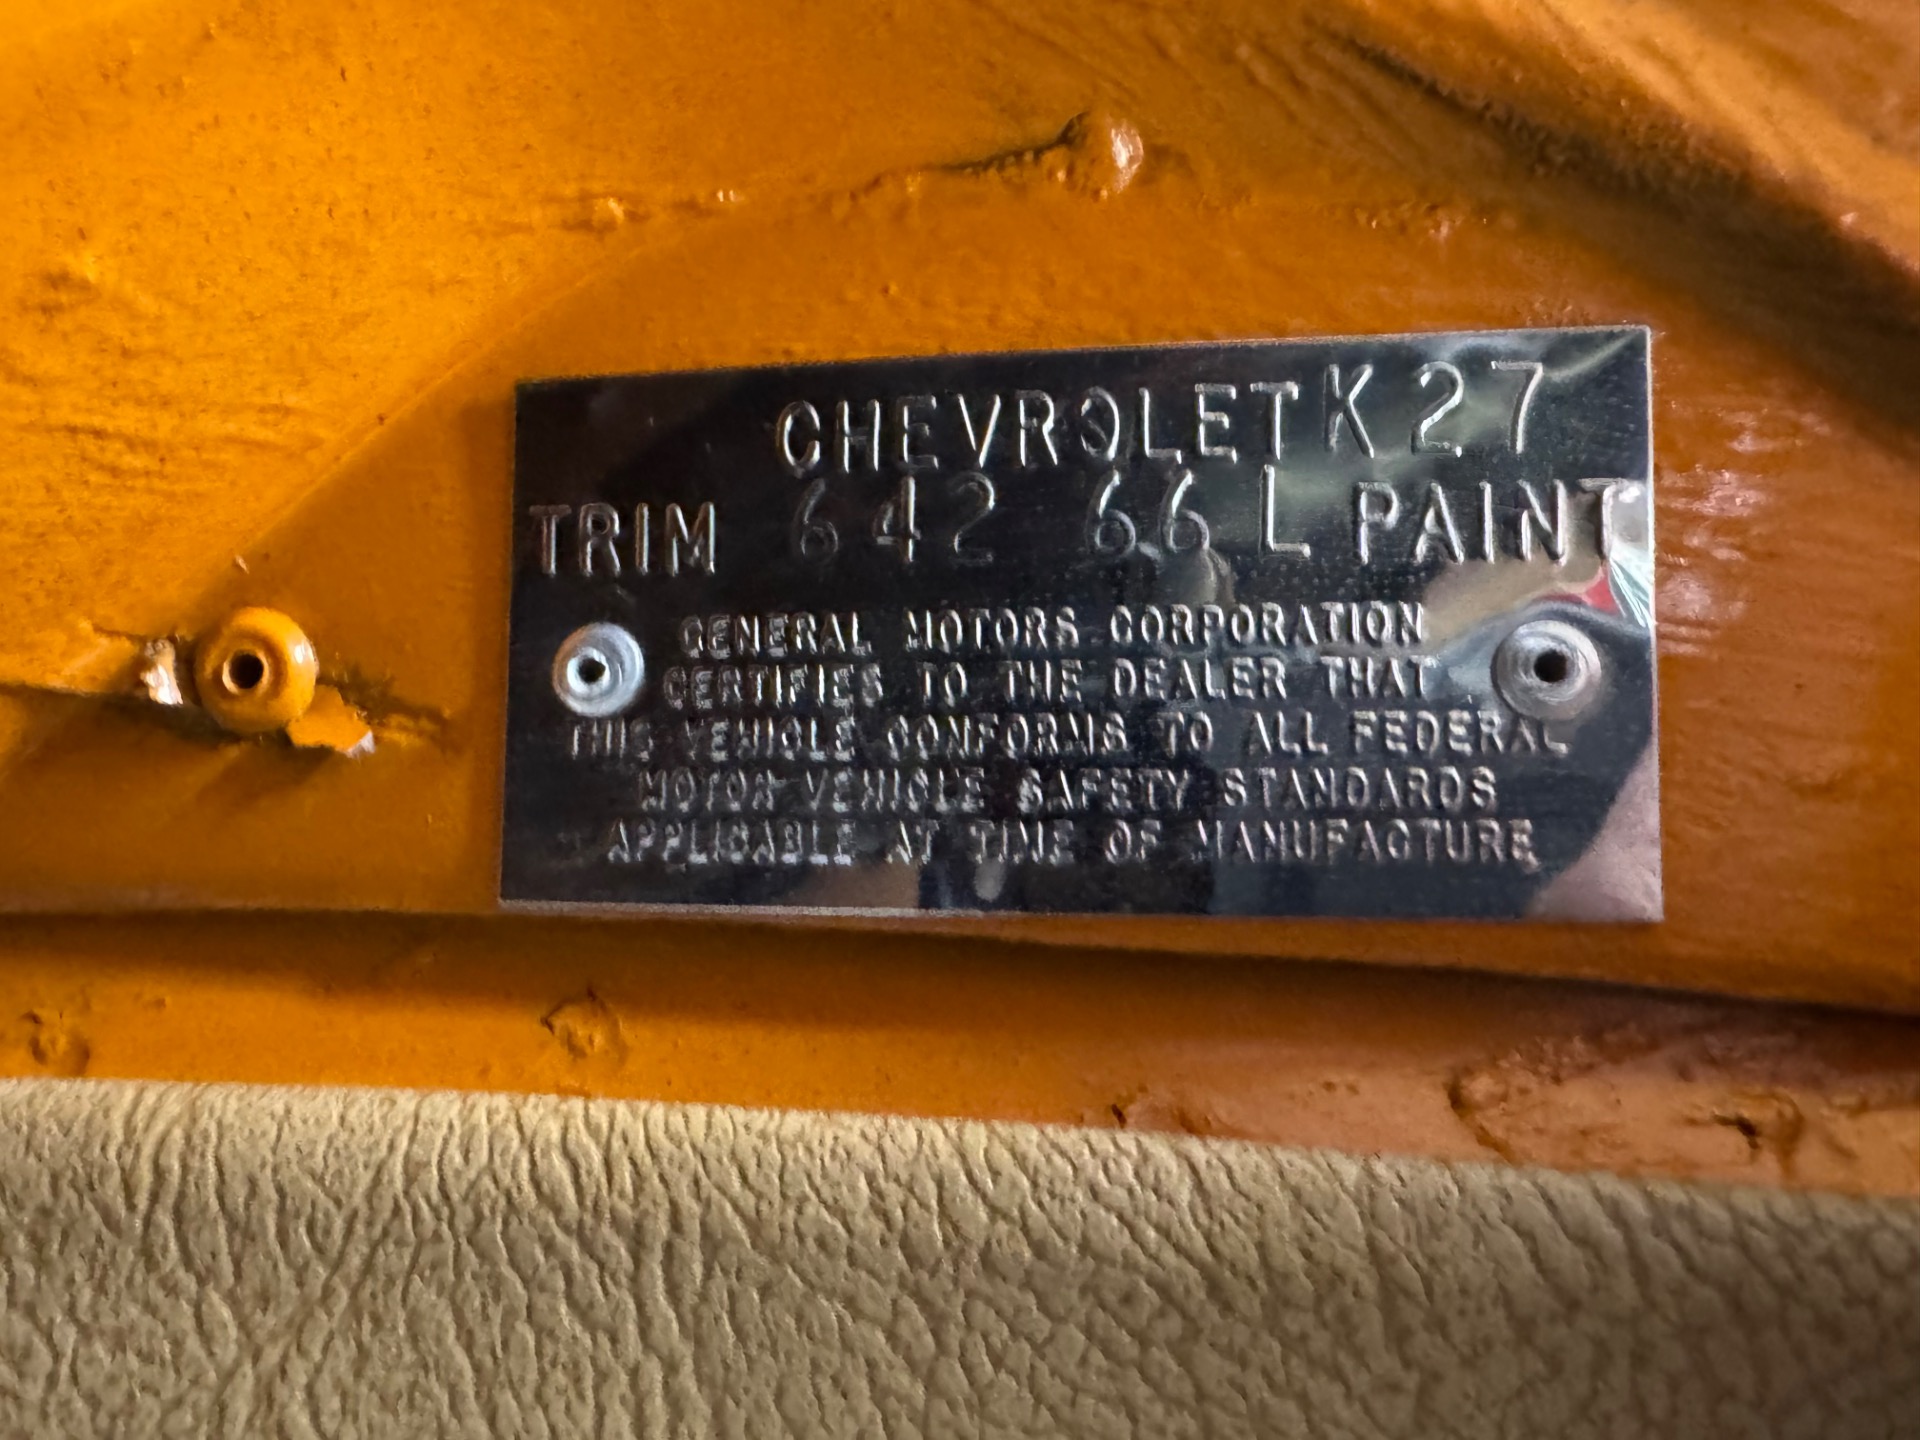 CHEVROLET K27
TRIM 642 66 L PAINT
GENERAL MOTORS CORPORATION
CERTIFIES TO THE DEALER THAT
THIS VEHICLE CONFORMS TO ALL FEDERAL
MOTOR VEHICLE SAFETY STANDARDS
APPLICABLE AT TIME OF MANUFACTURE